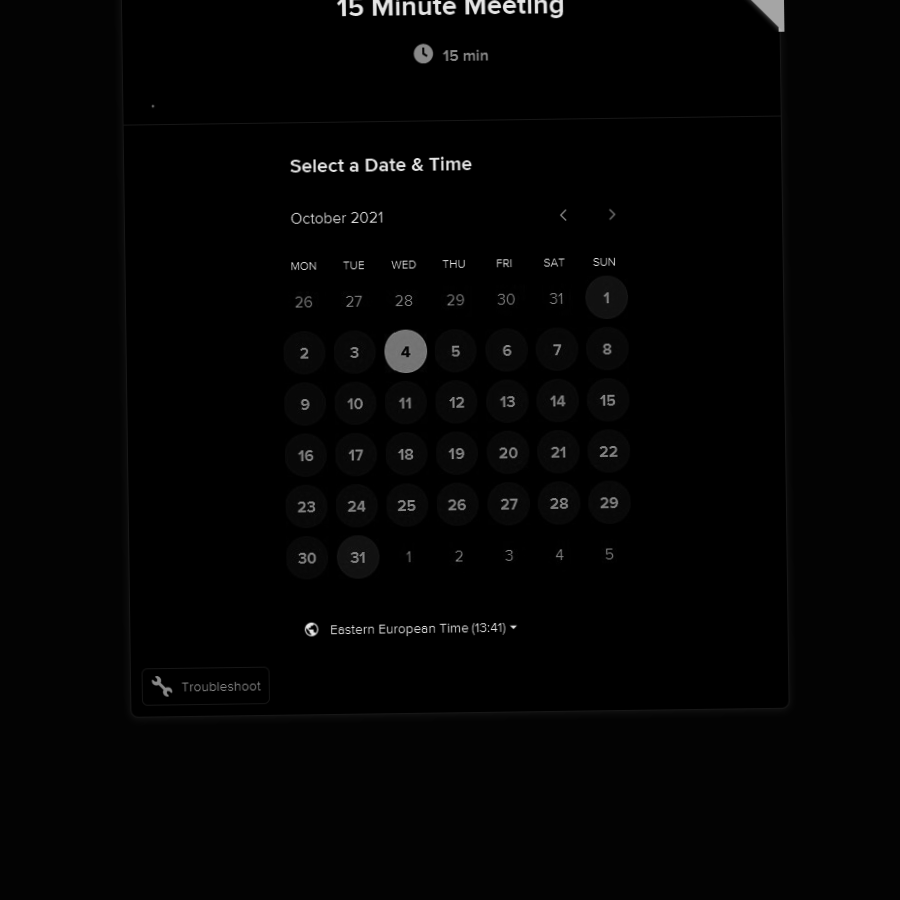 15 Minute Meeting
15 min
Select a Date & Time
October 2021
MON TUE WED THU FRI SAT SUN
26 27 28 29 30 31 1
2 3 4 5 6 7 8
9 10 11 12 13 14 15
16 17 18 19 20 21 22
23 24 25 26 27 28 29
30 31 1 2 3 4 5
Eastern European Time (13:41)
Troubleshoot